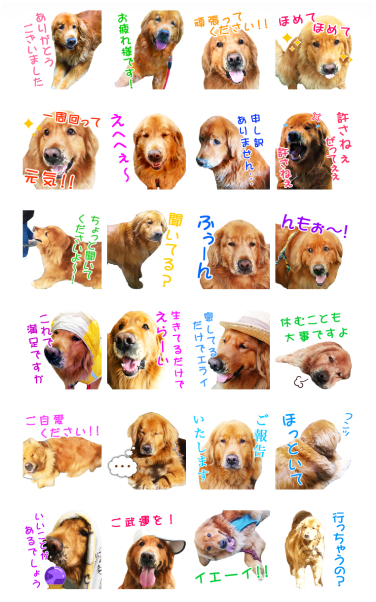 ありがとう
ございました
お疲れ様です！
頑張って
ください!!
ほめて
ほめて
一周回って
元気!!
えへへぇ～
申し訳
ありません…
許さねぇ
ぜってぇぇ
許さねぇ
ちょっと聞いて
くださいよ～！
聞いてる？
ふぅーん
んもぉ～!
これで
満足ですか
生きてるだけで
えらーい
息してる
だけでエライ
休むことも
大事ですよ
ご自愛
ください!!
ご報告
いたします
ほっといて
フンッ
いいことが
あるでしょう
ご武運を！
イエーイ!!
行っちゃうの？